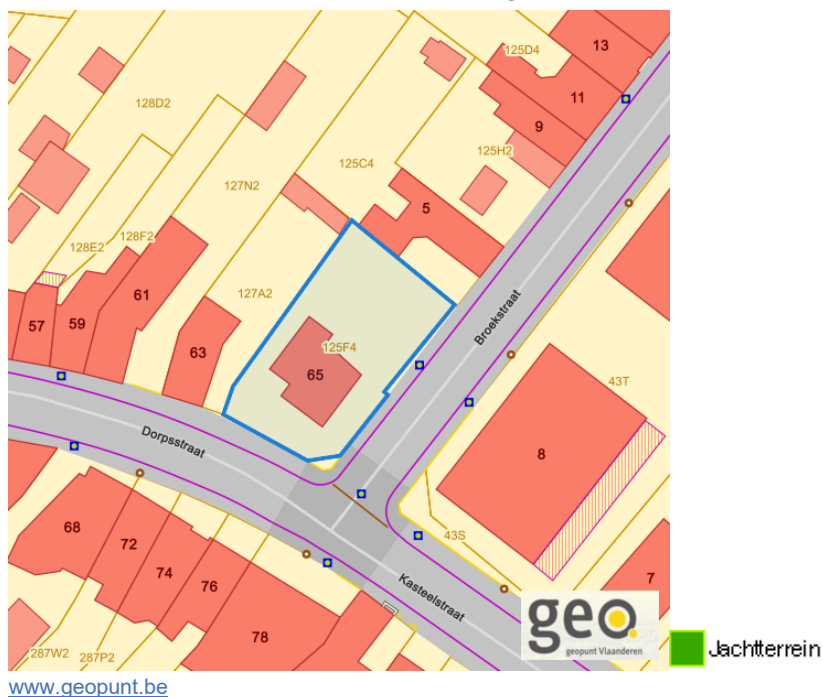 125D4
13
11
128D2
9
125H2
125C4
127N2
5
128F2
128E2
61
127A2
57
59
63
Broekstraat
125F4
65
43T
Dorpsstraat
8
68
72
74
76
78
43S
Kasteelstraat
7
287W2
287P2
geo.
geopunt Vlaanderen
Jachtterrein
www.geopunt.be